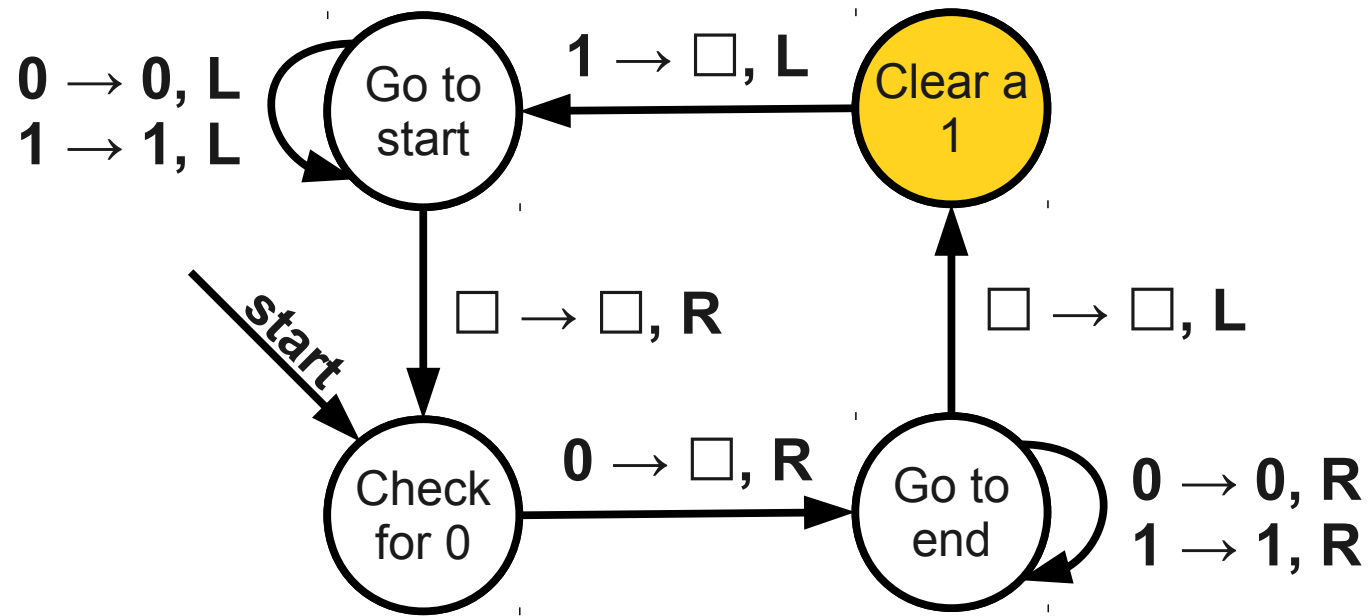 0 → 0, L
1 → 1, L
Go to
start
1 → □, L
Clear a
1
start
□ → □, R
□ → □, L
Check
for 0
0 → □, R
Go to
end
0 → 0, R
1 → 1, R